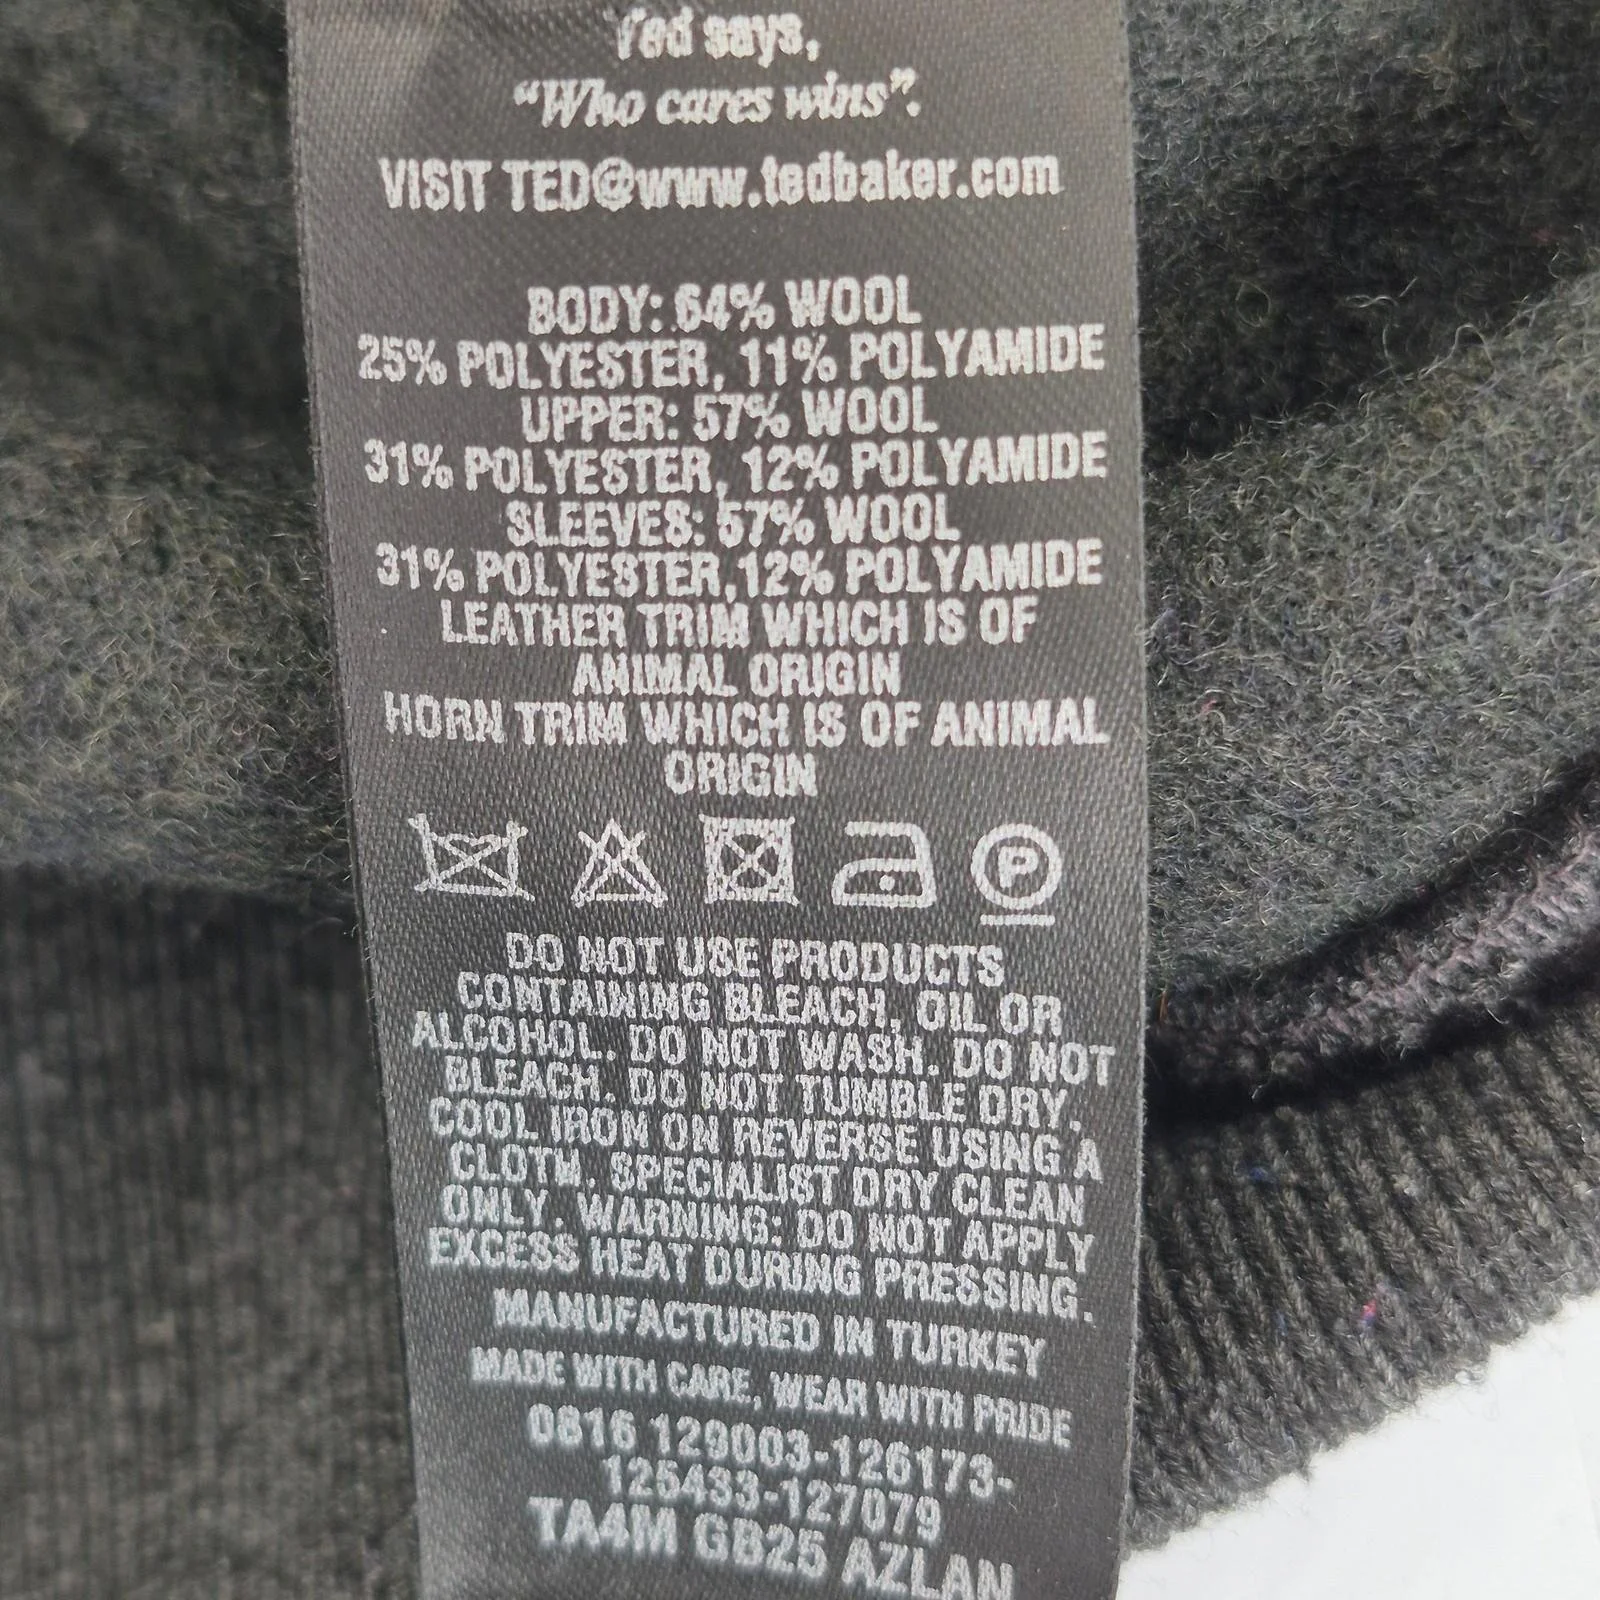 Ted says,
“Who cares wins”.
VISIT TED@www.tedbaker.com
BODY: 64% WOOL
25% POLYESTER, 11% POLYAMIDE
UPPER: 57% WOOL
31% POLYESTER, 12% POLYAMIDE
SLEEVES: 57% WOOL
31% POLYESTER,12% POLYAMIDE
LEATHER TRIM WHICH IS OF
ANIMAL ORIGIN
HORN TRIM WHICH IS OF ANIMAL
ORIGIN
P
DO NOT USE PRODUCTS
CONTAINING BLEACH, OIL OR
ALCOHOL. DO NOT WASH. DO NOT
BLEACH. DO NOT TUMBLE DRY.
COOL IRON ON REVERSE USING A
CLOTH. SPECIALIST DRY CLEAN
ONLY. WARNING: DO NOT APPLY
EXCESS HEAT DURING PRESSING.
MANUFACTURED IN TURKEY
MADE WITH CARE, WEAR WITH PRIDE
0816 129003-126173-
125433-127079
TA4M GB25 AZLAN